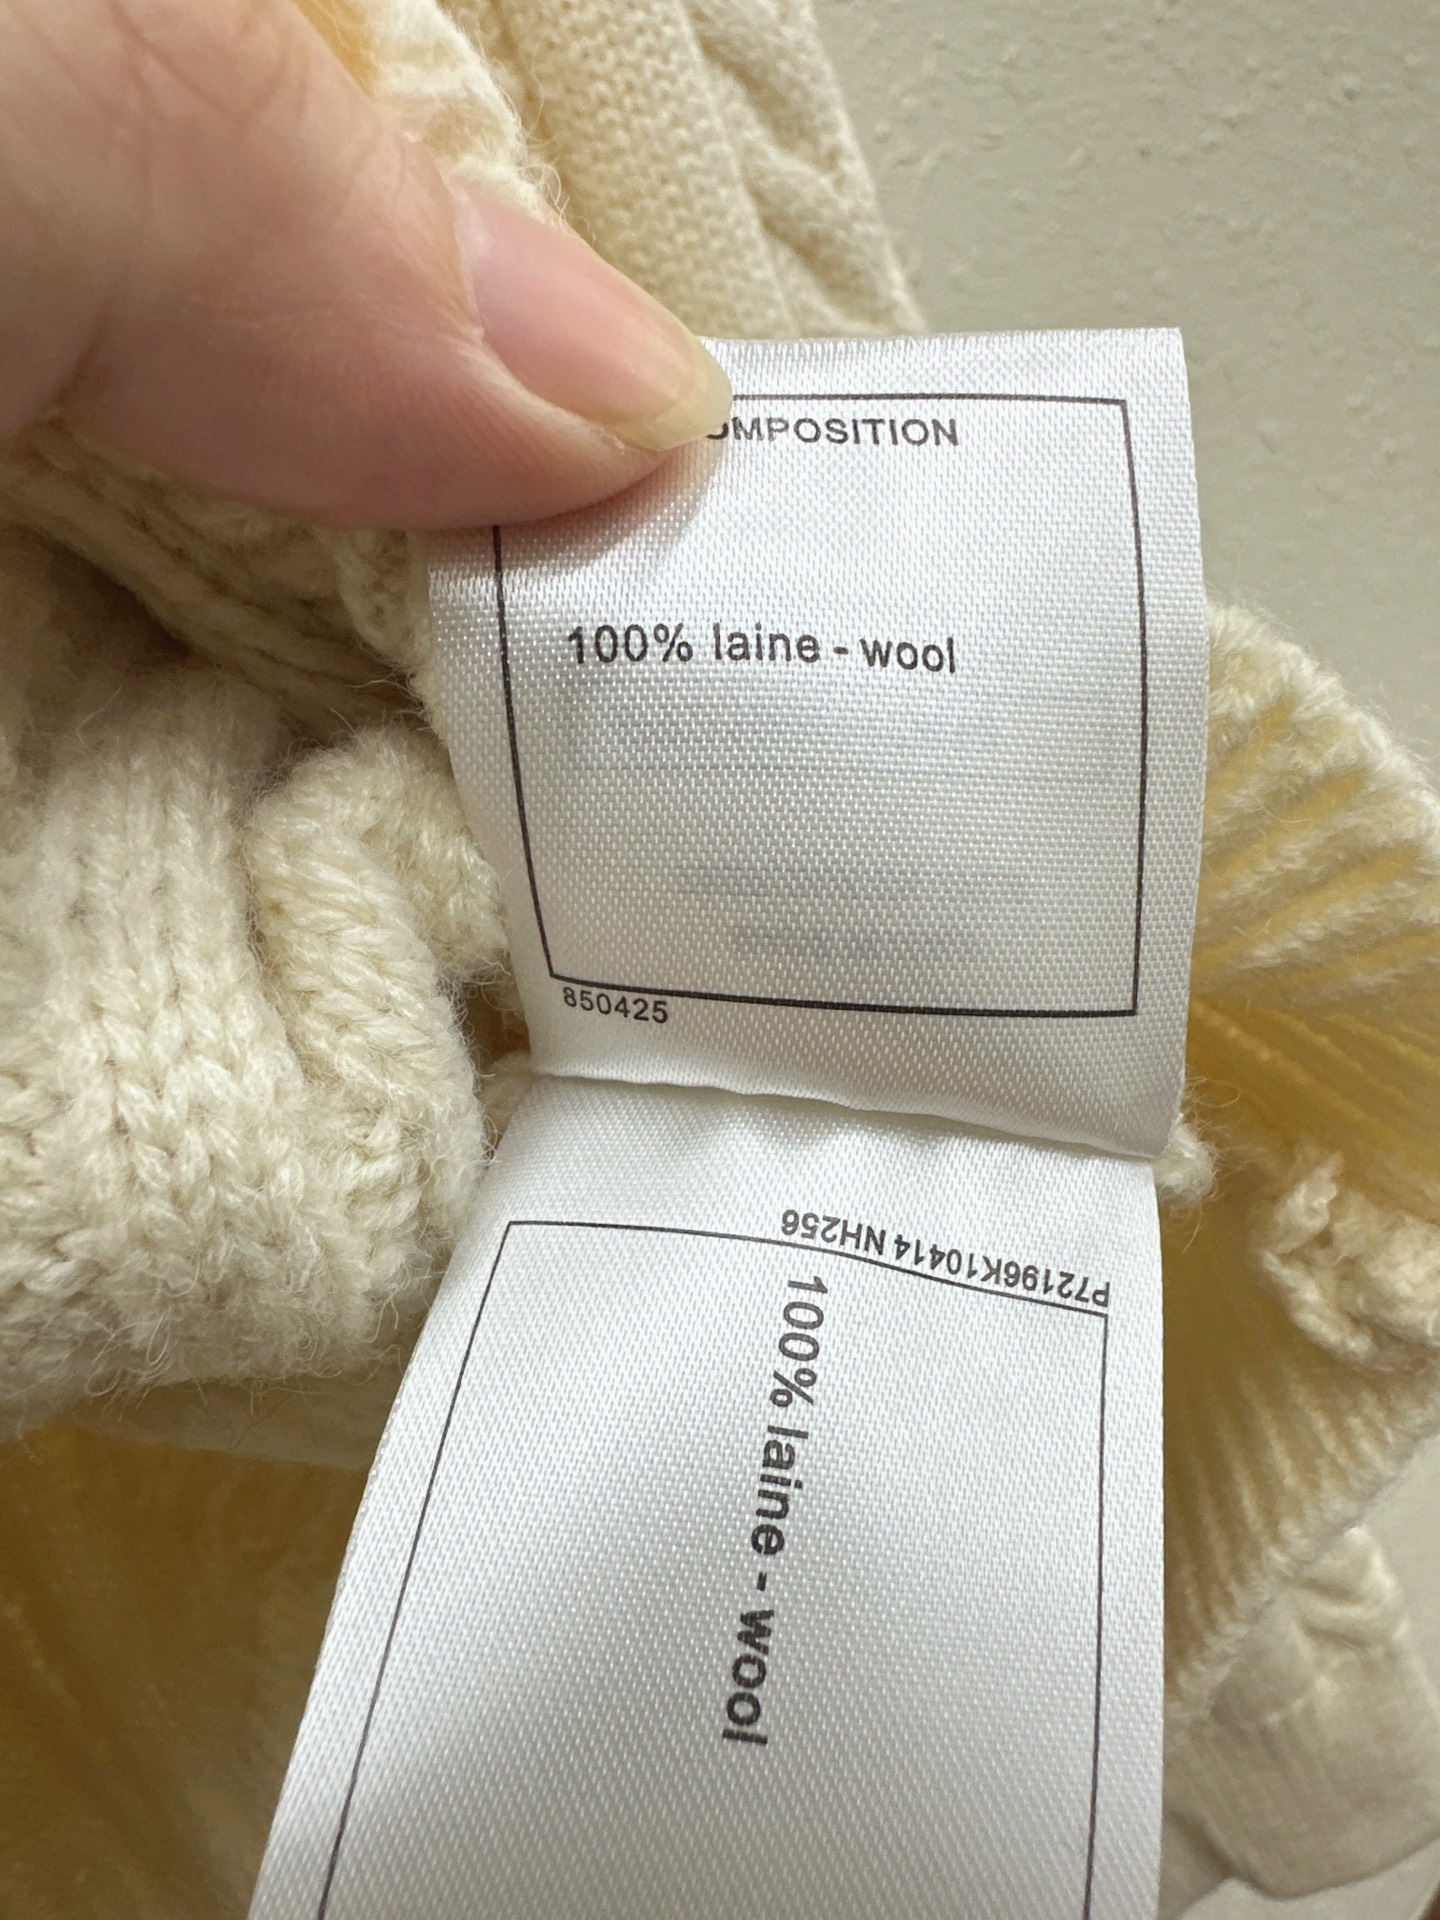 OMPOSITION
100% laine - wool
850425
P72196K10414 NH256
100% laine - wool